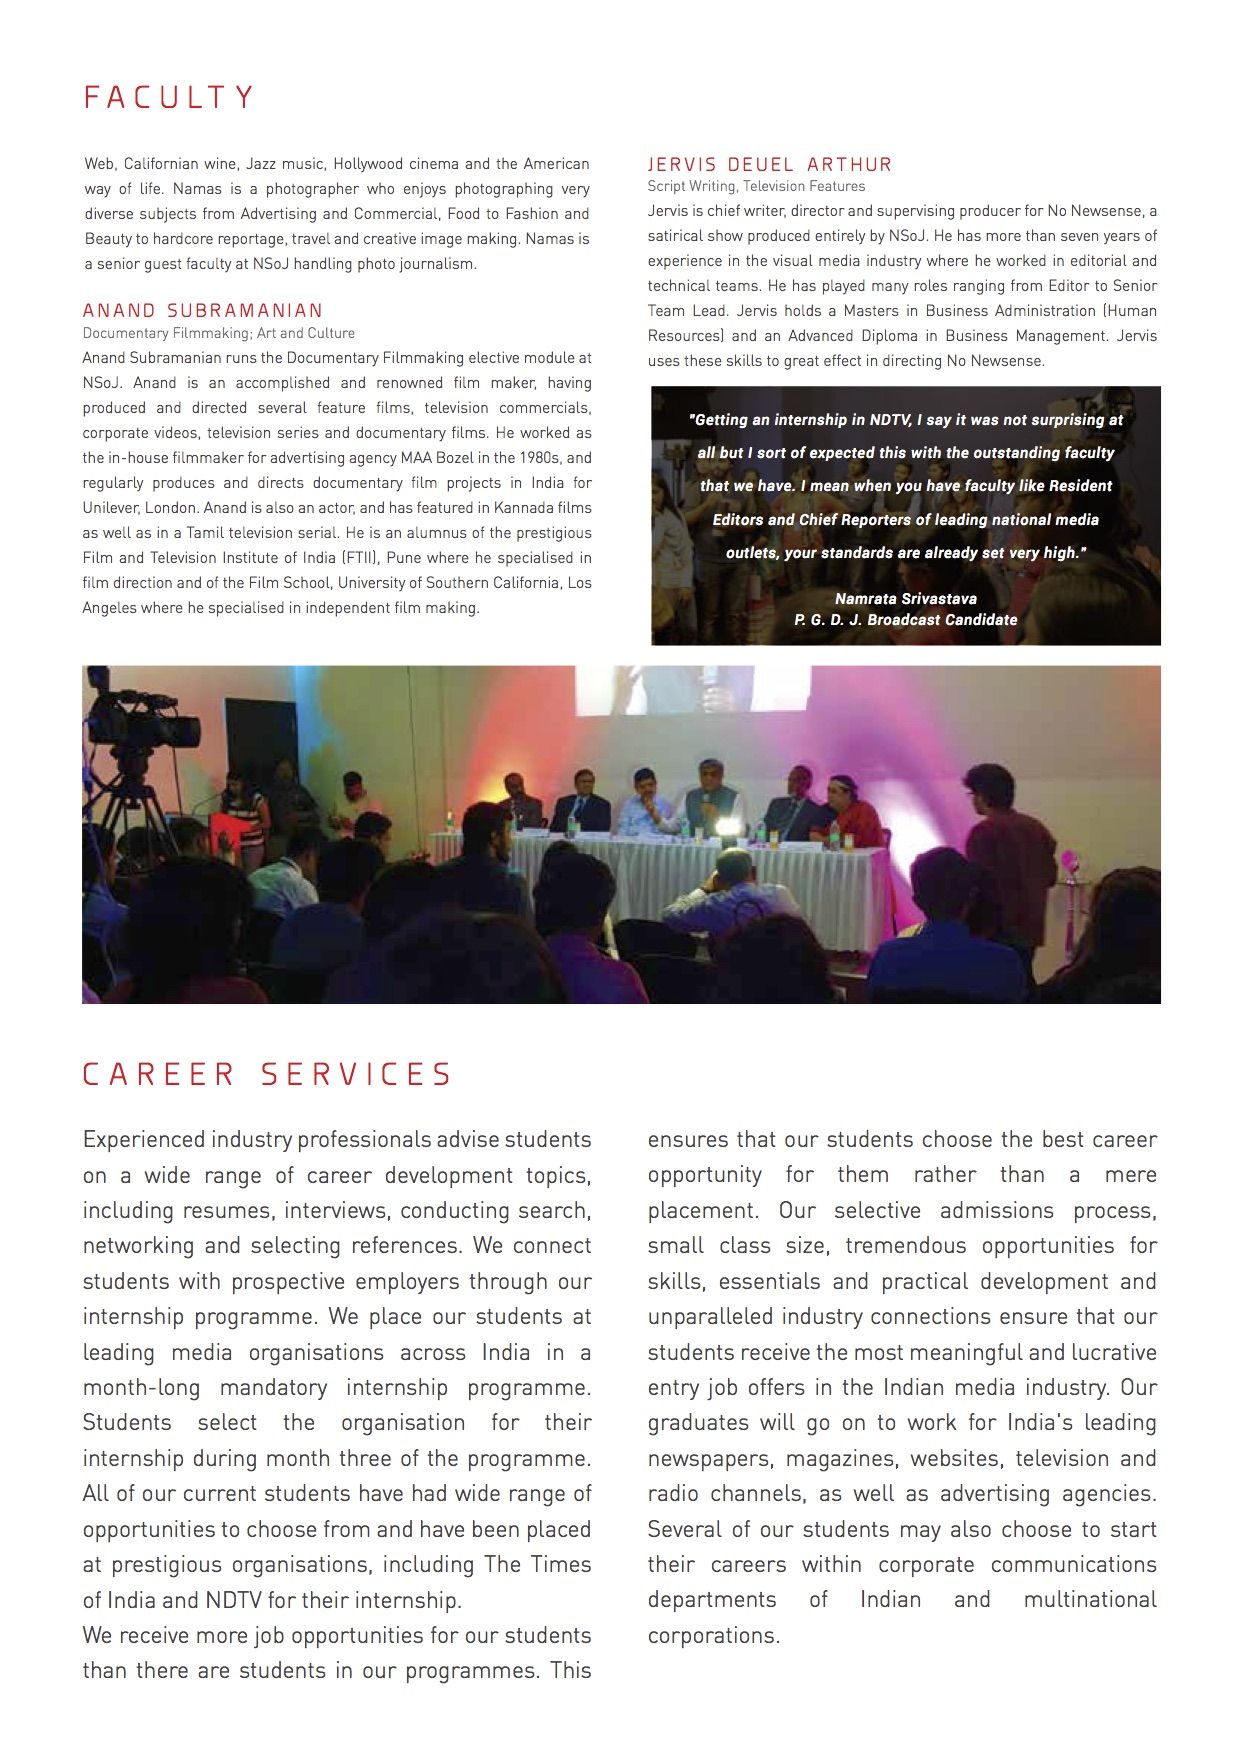 FACULTY
Web, Californian wine, Jazz music, Hollywood cinema and the American
way of life. Namas is a photographer who enjoys photographing very
diverse subjects from Advertising and Commercial, Food to Fashion and
Beauty to hardcore reportage, travel and creative image making. Namas is
a senior guest faculty at NSoJ handling photo journalism.
ANAND SUBRAMANIAN
Documentary Filmmaking; Art and Culture
Anand Subramanian runs the Documentary Filmmaking elective module at
NSoJ. Anand is an accomplished and renowned film maker, having
produced and directed several feature films, television commercials,
corporate videos, television series and documentary films. He worked as
the in-house filmmaker for advertising agency MAA Bozel in the 1980s, and
regularly produces and directs documentary film projects in India for
Unilever, London. Anand is also an actor, and has featured in Kannada films
as well as in a Tamil television serial. He is an alumnus of the prestigious
Film and Television Institute of India (FTII), Pune where he specialised in
film direction and of the Film School, University of Southern California, Los
Angeles where he specialised in independent film making.
JERVIS DEUEL ARTHUR
Script Writing, Television Features
Jervis is chief writer, director and supervising producer for No Newsense, a
satirical show produced entirely by NSoJ. He has more than seven years of
experience in the visual media industry where he worked in editorial and
technical teams. He has played many roles ranging from Editor to Senior
Team Lead. Jervis holds a Masters in Business Administration (Human
Resources) and an Advanced Diploma in Business Management. Jervis
uses these skills to great effect in directing No Newsense.
"Getting an internship in NDTV, I say it was not surprising at
all but I sort of expected this with the outstanding faculty
that we have. I mean when you have faculty like Resident
Editors and Chief Reporters of leading national media
outlets, your standards are already set very high."
Namrata Srivastava
P. G. D. J. Broadcast Candidate
CAREER SERVICES
Experienced industry professionals advise students
on a wide range of career development topics,
including resumes, interviews, conducting search,
networking and selecting references. We connect
students with prospective employers through our
internship programme. We place our students at
leading media organisations across India in a
month-long mandatory internship programme.
Students select the organisation for their
internship during month three of the programme.
All of our current students have had wide range of
opportunities to choose from and have been placed
at prestigious organisations, including The Times
of India and NDTV for their internship.
We receive more job opportunities for our students
than there are students in our programmes. This
ensures that our students choose the best career
opportunity for them rather than a mere
placement. Our selective admissions process,
small class size, tremendous opportunities for
skills, essentials and practical development and
unparalleled industry connections ensure that our
students receive the most meaningful and lucrative
entry job offers in the Indian media industry. Our
graduates will go on to work for India's leading
newspapers, magazines, websites, television and
radio channels, as well as advertising agencies.
Several of our students may also choose to start
their careers within corporate communications
departments of Indian and multinational
corporations.